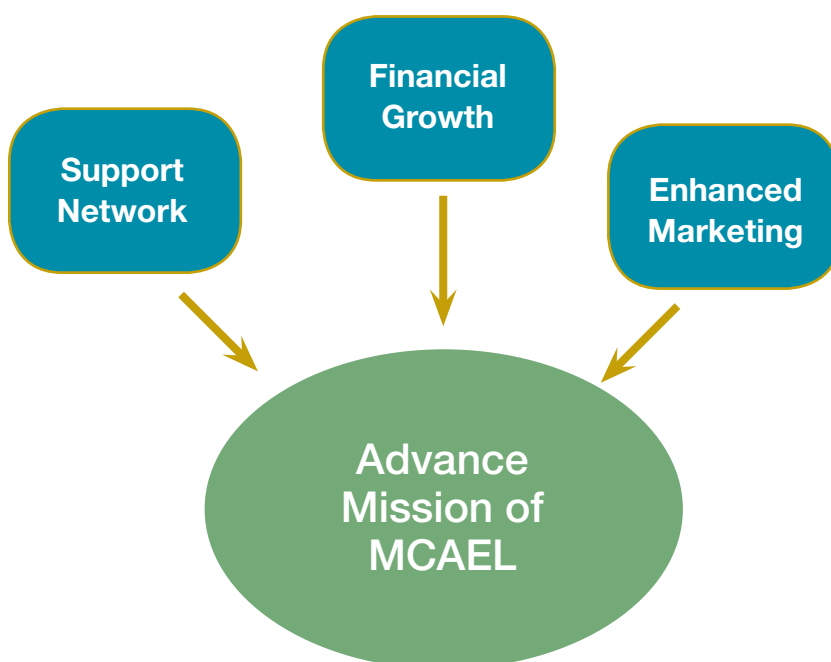 Financial
Growth
Support
Network
Enhanced
Marketing
Advance
Mission of
MCAEL